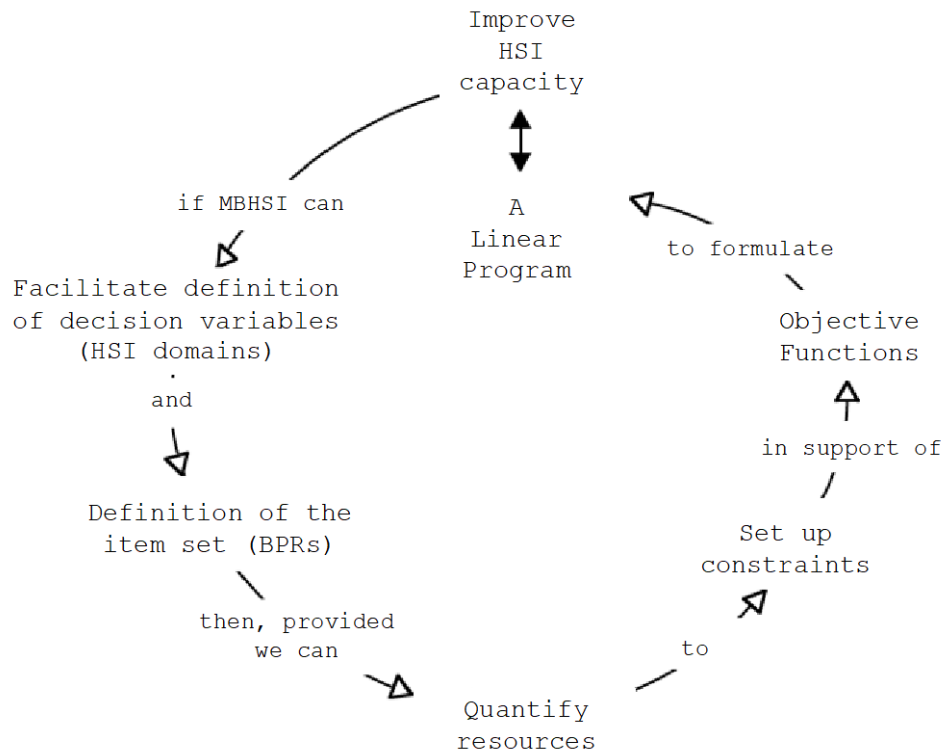 Improve
HSI
capacity
if MBHSI can
Facilitate definition
of decision variables
(HSI domains)
and
Definition of the
item set (BPRs)
then, provided
we can
Quantify
resources
to
Set up
constraints
in support of
Objective
Functions
to formulate
A
Linear
Program